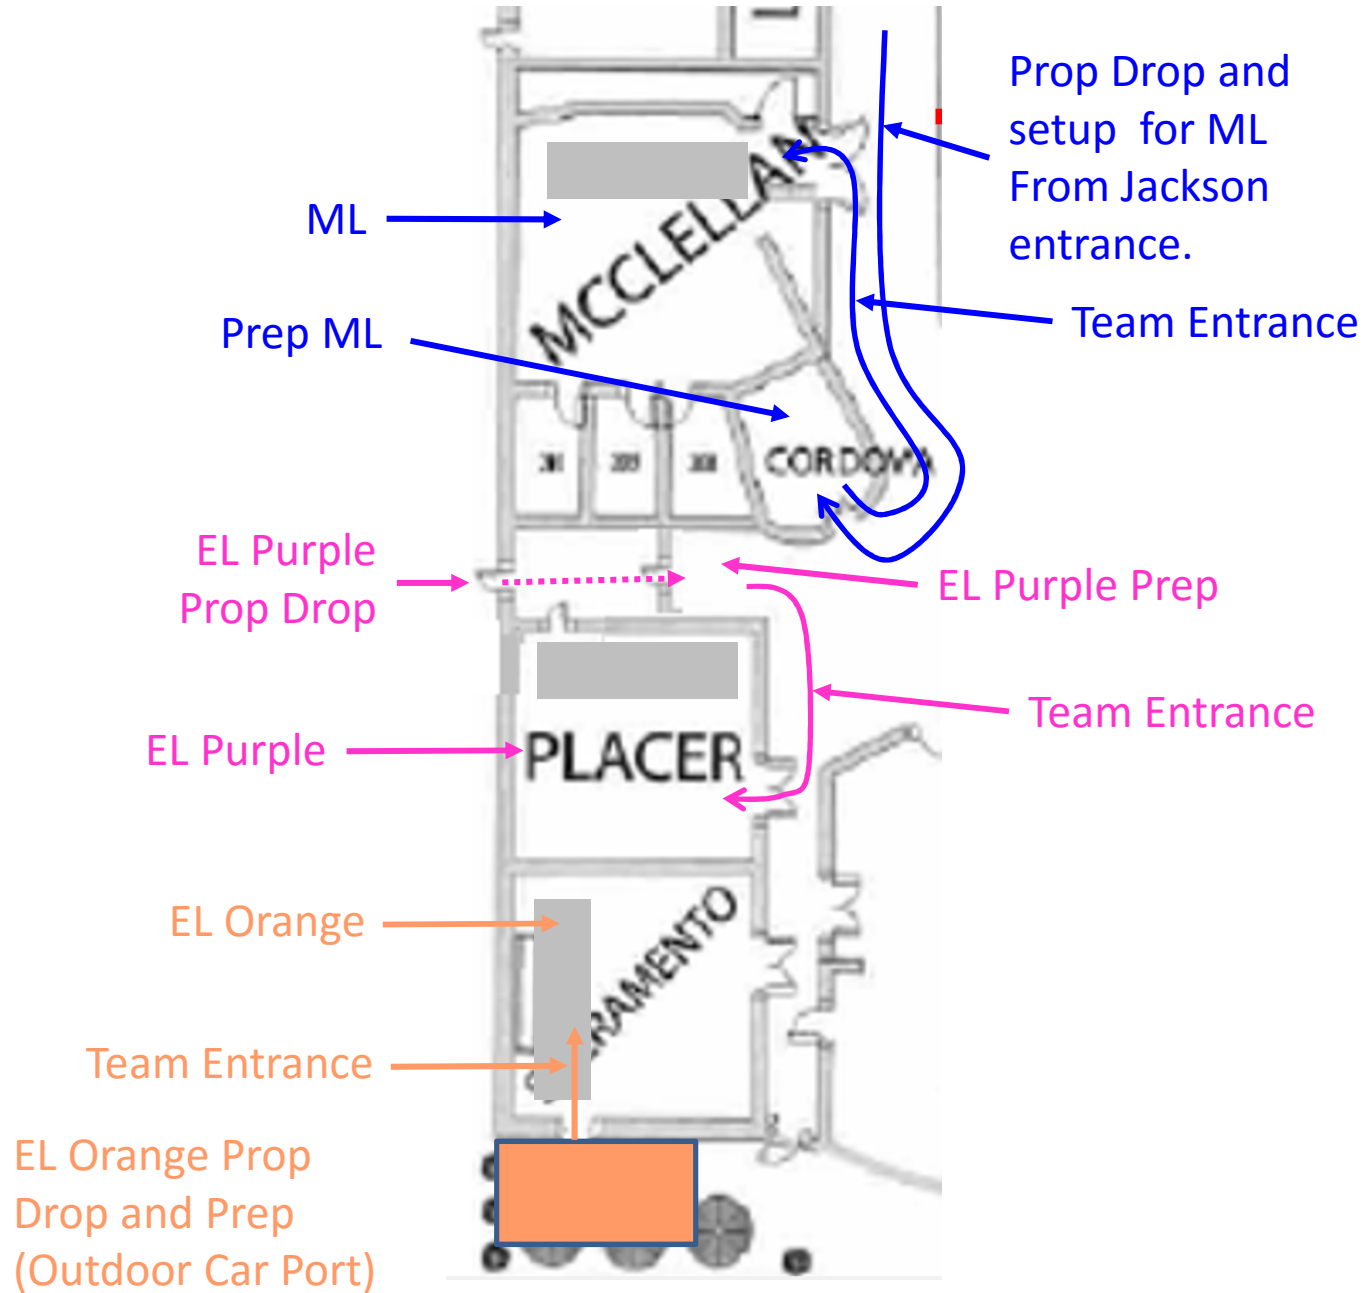 Prop Drop and
setup for ML
From Jackson
entrance.
ML
MCCLELLAN
Team Entrance
Prep ML
CORDOVA
EL Purple
Prop Drop
EL Purple Prep
Team Entrance
EL Purple
PLACER
EL Orange
RAMENTO
Team Entrance
EL Orange Prop
Drop and Prep
(Outdoor Car Port)